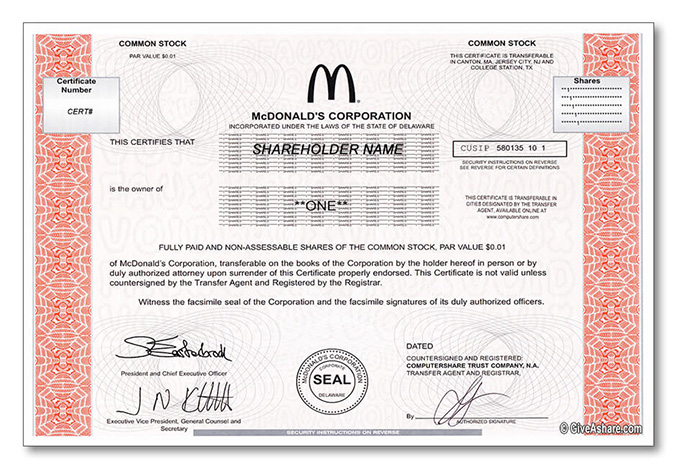 COMMON STOCK
PAR VALUE $0.01
COMMON STOCK
THIS CERTIFICATE IS TRANSFERABLE
IN CANTON, MA, JERSEY CITY, NJ AND
COLLEGE STATION, TX
Certificate
Number
CERT#
Shares
McDONALD'S CORPORATION
INCORPORATED UNDER THE LAWS OF THE STATE OF DELAWARE
THIS CERTIFIES THAT
SHAREHOLDER NAME
CUSIP 580135 10 1
SECURITY INSTRUCTIONS ON REVERSE
SEE REVERSE FOR CERTAIN DEFINITIONS
is the owner of
**ONE**
THIS CERTIFICATE IS TRANSFERABLE IN
CITIES DESIGNATED BY THE TRANSFER
AGENT, AVAILABLE ONLINE AT
www.computershare.com
FULLY PAID AND NON-ASSESSABLE SHARES OF THE COMMON STOCK, PAR VALUE $0.01
of McDonald's Corporation, transferable on the books of the Corporation by the holder hereof in person or by
duly authorized attorney upon surrender of this Certificate properly endorsed. This Certificate is not valid unless
countersigned by the Transfer Agent and Registered by the Registrar.
Witness the facsimile seal of the Corporation and the facsimile signatures of its duly authorized officers.
President and Chief Executive Officer
Executive Vice President, General Counsel and
Secretary
McDONALD'S CORPORATION
CORPORATE
SEAL
DELAWARE
DATED
COUNTERSIGNED AND REGISTERED:
COMPUTERSHARE TRUST COMPANY, N.A.
TRANSFER AGENT AND REGISTRAR,
By
AUTHORIZED SIGNATURE
SECURITY INSTRUCTIONS ON REVERSE
© GiveAshare.com